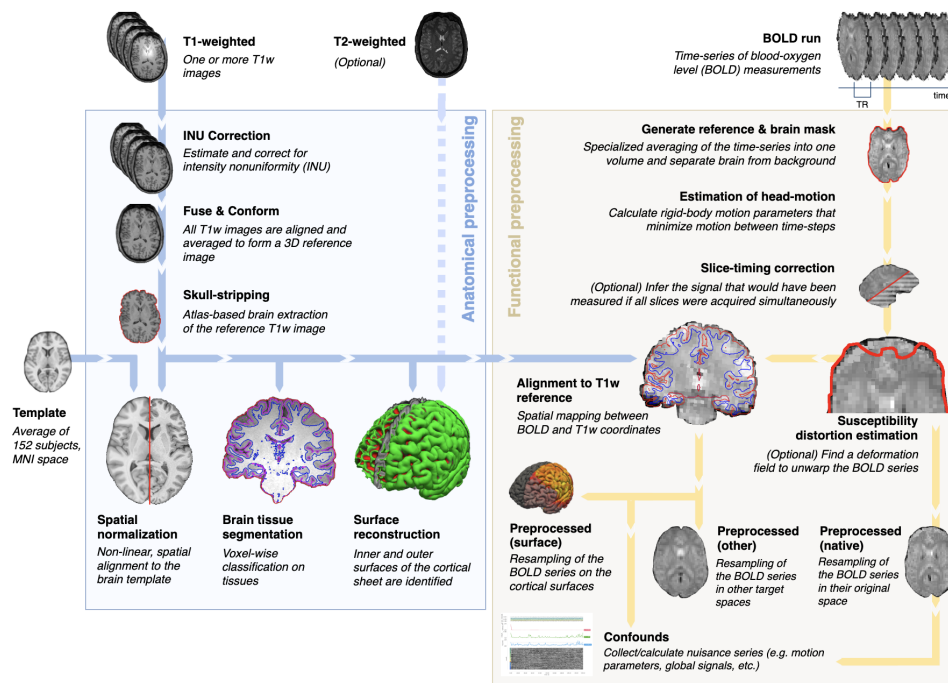 T1-weighted
One or more T1w
images
T2-weighted
(Optional)
BOLD run
Time-series of blood-oxygen
level (BOLD) measurements
TR
time
Anatomical preprocessing
INU Correction
Estimate and correct for
intensity nonuniformity (INU)
Fuse & Conform
All T1w images are aligned and
averaged to form a 3D reference
image
Skull-stripping
Atlas-based brain extraction
of the reference T1w image
Template
Average of
152 subjects,
MNI space
Spatial
normalization
Non-linear, spatial
alignment to the
brain template
Brain tissue
segmentation
Voxel-wise
classification on
tissues
Surface
reconstruction
Inner and outer
surfaces of the cortical
sheet are identified
Functional preprocessing
Generate reference & brain mask
Specialized averaging of the time-series into one
volume and separate brain from background
Estimation of head-motion
Calculate rigid-body motion parameters that
minimize motion between time-steps
Slice-timing correction
(Optional) Infer the signal that would have been
measured if all slices were acquired simultaneously
Alignment to T1w
reference
Spatial mapping between
BOLD and T1w coordinates
Susceptibility
distortion estimation
(Optional) Find a deformation
field to unwarp the BOLD series
Preprocessed
(surface)
Resampling of the
BOLD series on the
cortical surfaces
Preprocessed
(other)
Resampling of
the BOLD series
in other target
spaces
Preprocessed
(native)
Resampling of
the BOLD series
in their original
space
Confounds
Collect/calculate nuisance series (e.g. motion
parameters, global signals, etc.)